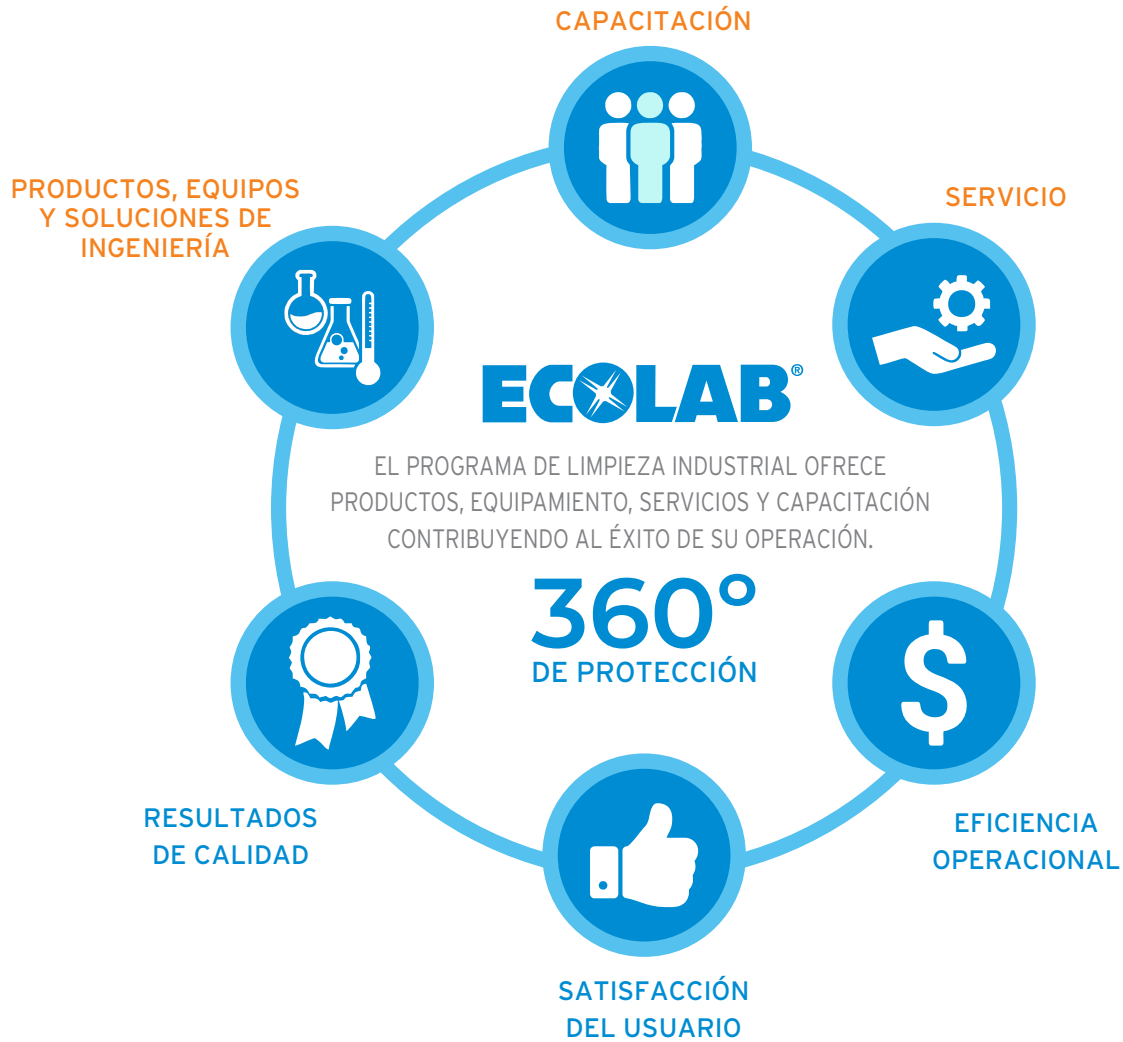 CAPACITACIÓN
PRODUCTOS, EQUIPOS
Y SOLUCIONES DE
INGENIERÍA
SERVICIO
ECOLAB®
EL PROGRAMA DE LIMPIEZA INDUSTRIAL OFRECE
PRODUCTOS, EQUIPAMIENTO, SERVICIOS Y CAPACITACIÓN
CONTRIBUYENDO AL ÉXITO DE SU OPERACIÓN.
360°
DE PROTECCIÓN
$
RESULTADOS
DE CALIDAD
EFICIENCIA
OPERACIONAL
SATISFACCIÓN
DEL USUARIO